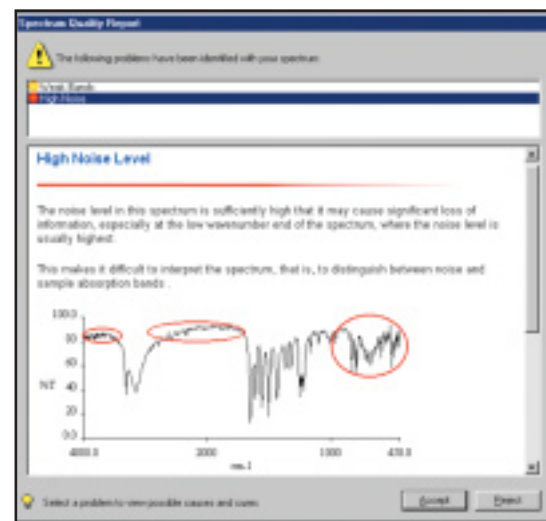 Spectrum Quality Report
The following problems have been identified with your spectrum
Weak Bands
High Noise
High Noise Level
The noise level in this spectrum is sufficiently high that it may cause significant loss of
information, especially at the low wavenumber end of the spectrum, where the noise level is
usually highest.
This makes it difficult to interpret the spectrum, that is, to distinguish between noise and
sample absorption bands .
100.0
80
60
%T 40
20
0.0
4000.0 2000 1000 450.0
cm-1
Select a problem to view possible causes and cures
Accept Reject